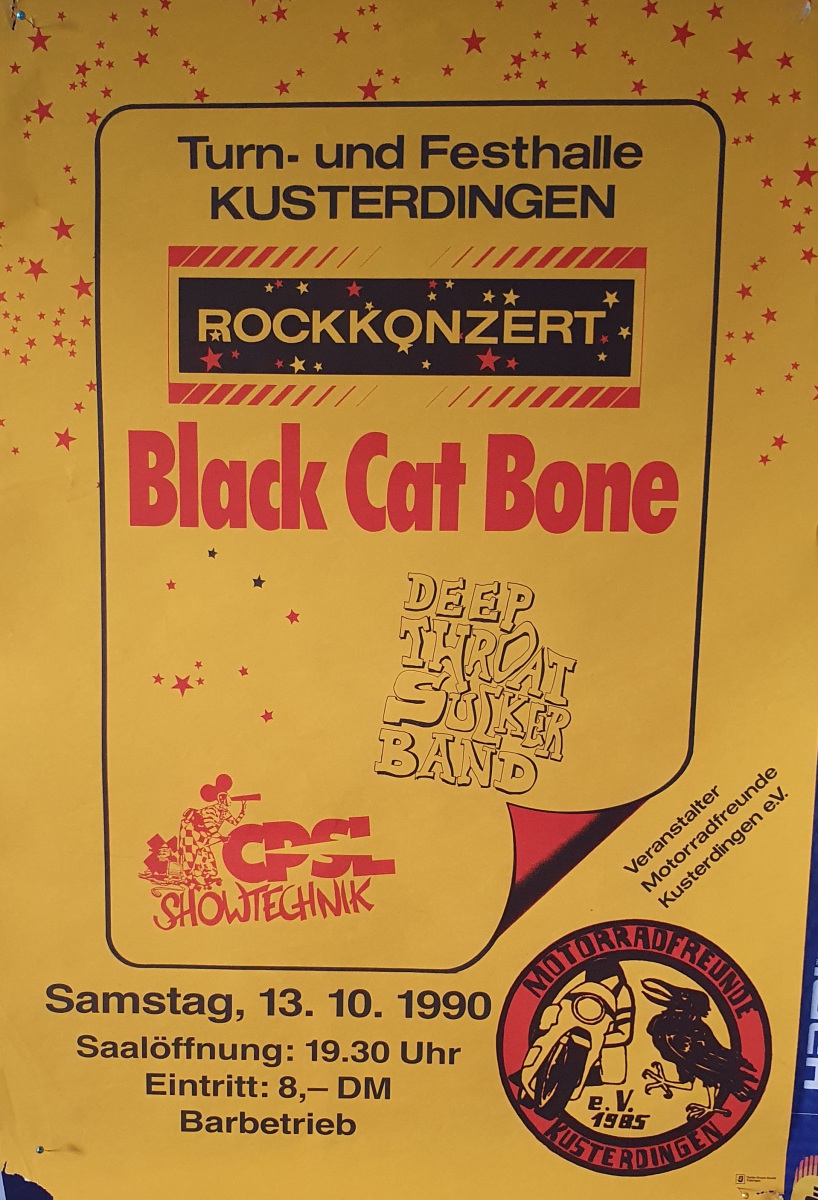 Turn- und Festhalle
KUSTERDINGEN
ROCKKONZERT
Black Cat Bone
DEEP
THROAT
SUCKER
BAND
CPSL
SHOWTECHNIK
Veranstalter
Motorradfreunde
Kusterdingen e.V.
Samstag, 13. 10. 1990
Saalöffnung: 19.30 Uhr
Eintritt: 8,– DM
Barbetrieb
MOTORRADFREUNDE
e.V.
1985
KUSTERDINGEN